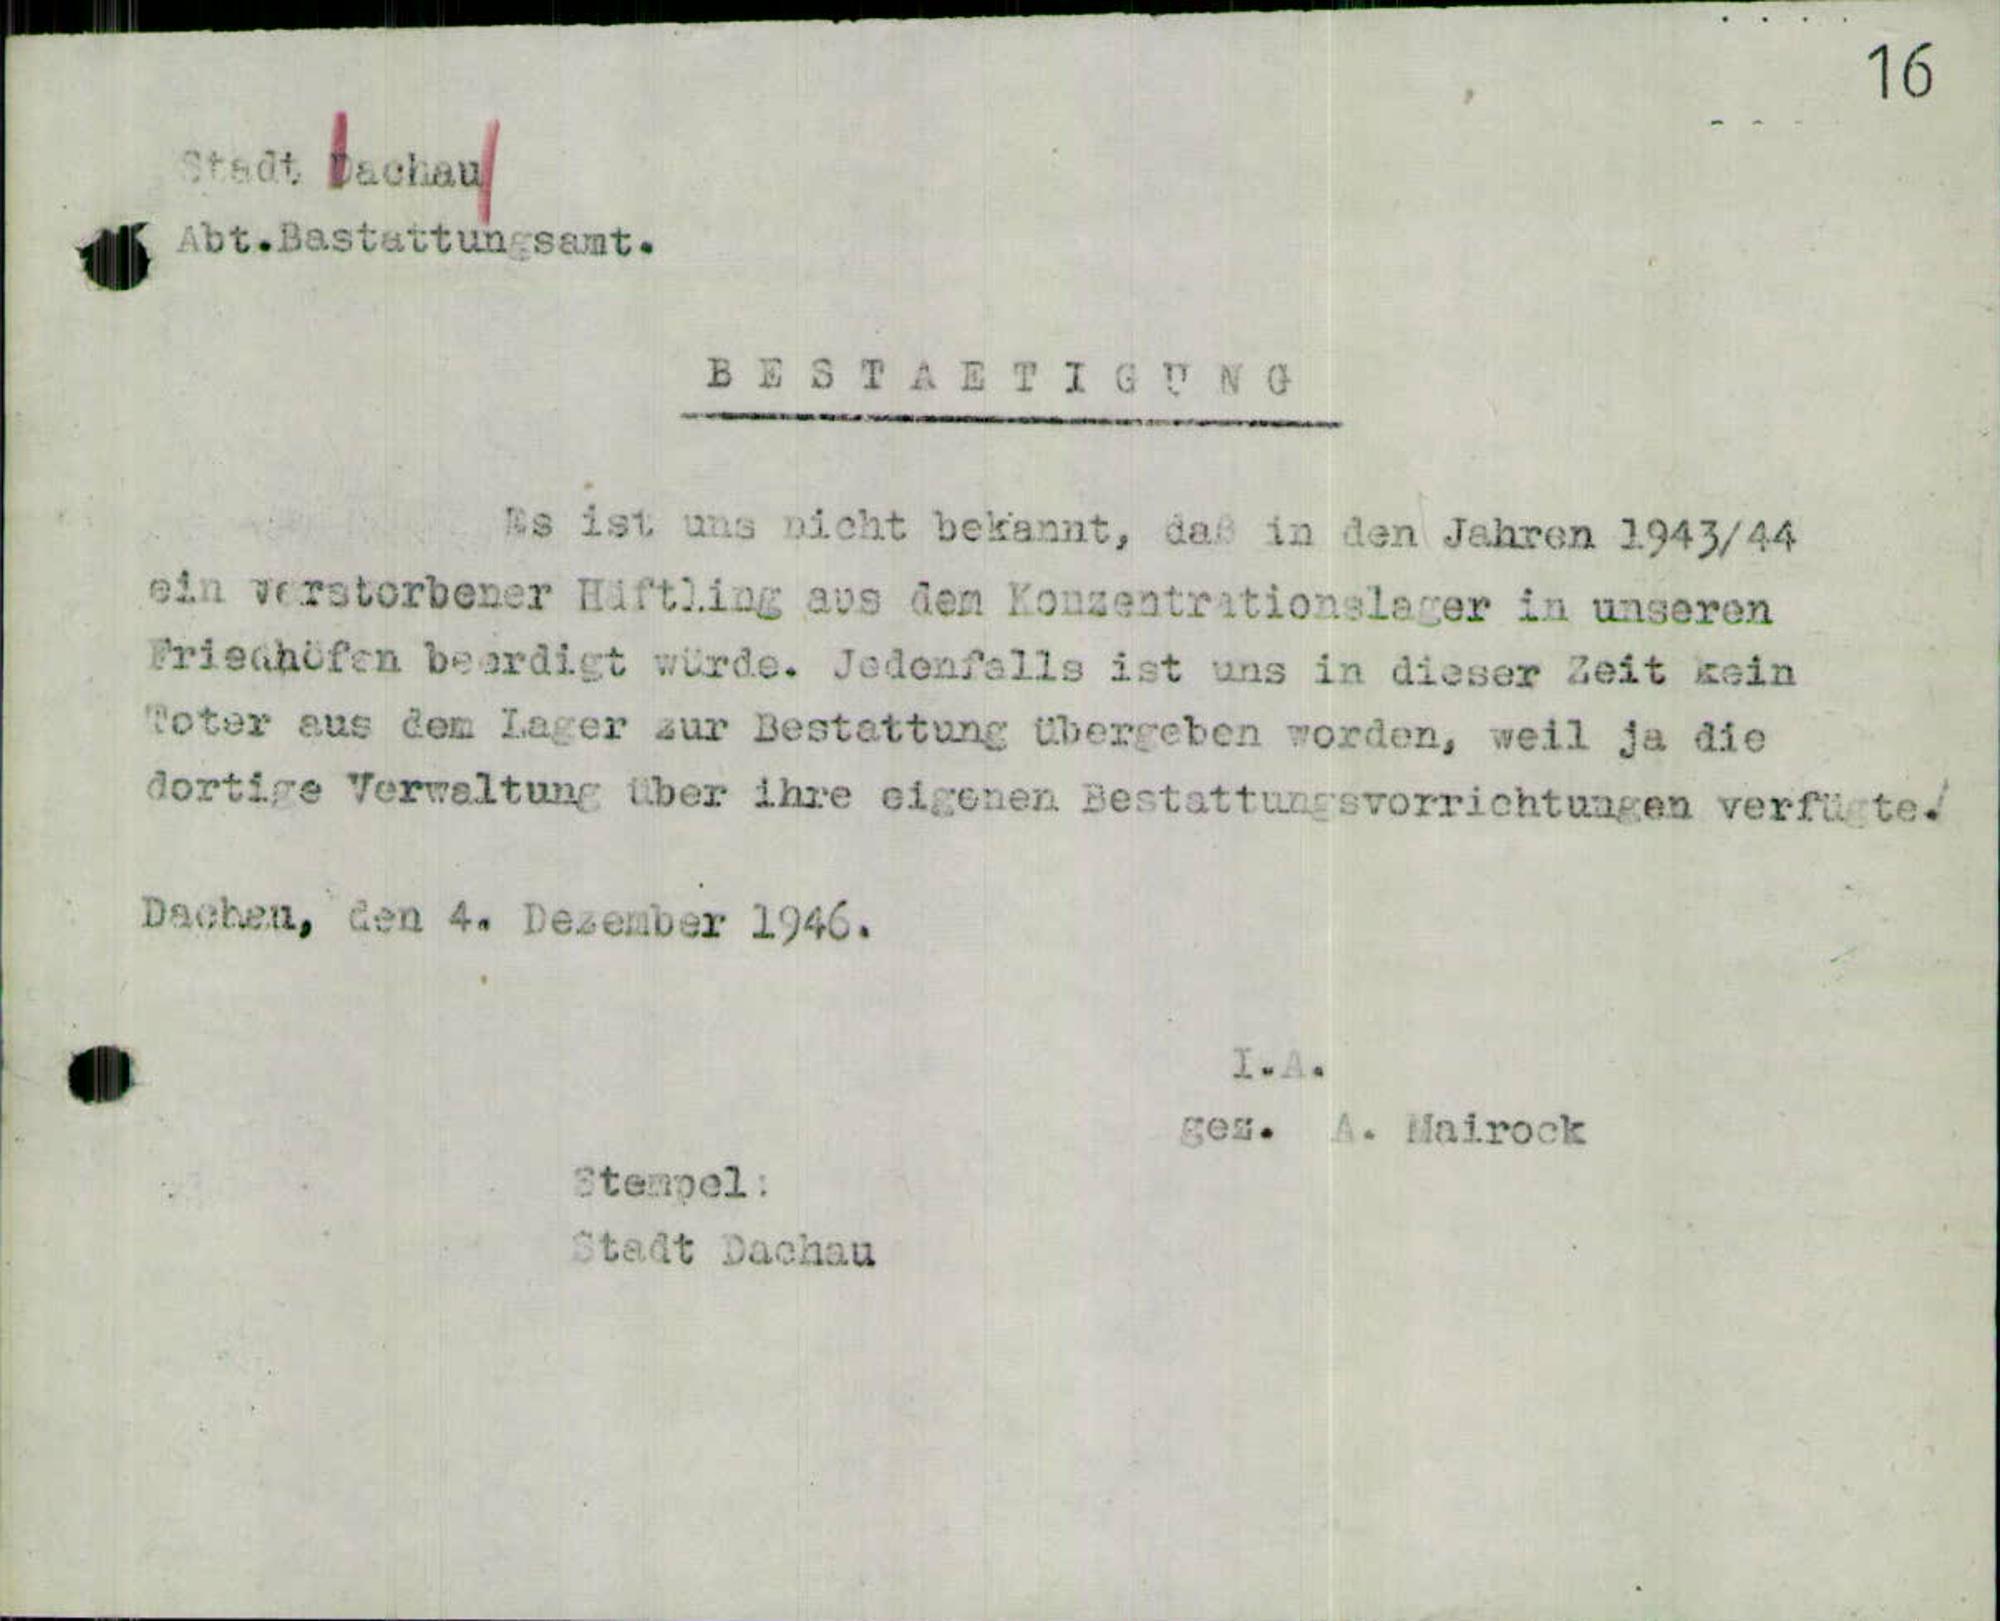 16
Stadt Dachau
Abt.Bastattungsamt.
B E S T A E T I G U N G
Es ist uns nicht bekannt, daß in den Jahren 1943/44
ein verstorbener Häftling aus dem Konzentrationslager in unseren
Friedhöfen beerdigt würde. Jedenfalls ist uns in dieser Zeit kein
Toter aus dem Lager zur Bestattung übergeben worden, weil ja die
dortige Verwaltung über ihre eigenen Bestattungsvorrichtungen verfügte.
Dachau, den 4. Dezember 1946.
I.A.
gez. A. Mairock
Stempel:
Stadt Dachau